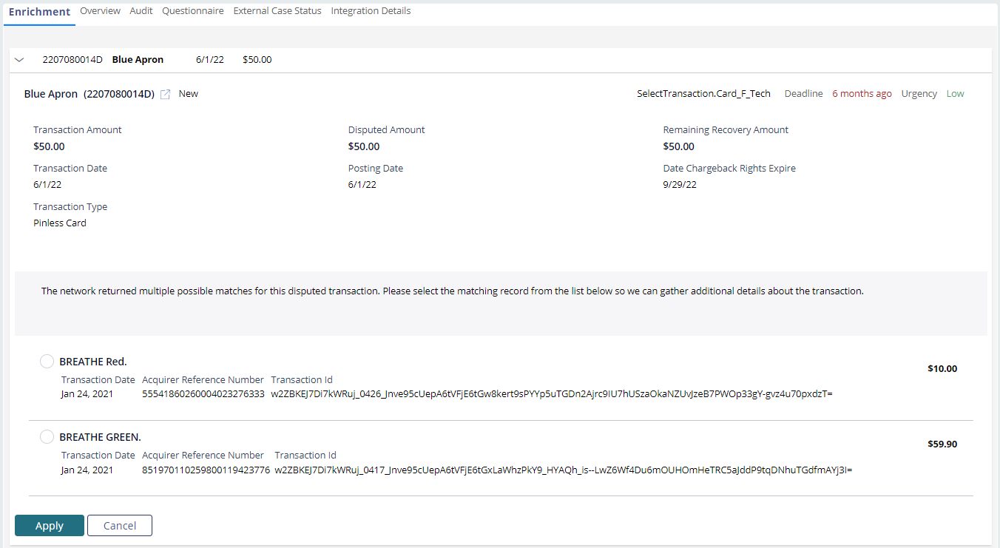 Enrichment Overview Audit Questionnaire External Case Status Integration Details
2207080014D Blue Apron 6/1/22 $50.00
Blue Apron (2207080014D) New SelectTransaction.Card_F_Tech Deadline 6 months ago Urgency Low
Transaction Amount Disputed Amount Remaining Recovery Amount
$50.00 $50.00 $50.00
Transaction Date Posting Date Date Chargeback Rights Expire
6/1/22 6/1/22 9/29/22
Transaction Type
Pinless Card
The network returned multiple possible matches for this disputed transaction. Please select the matching record from the list below so we can gather additional details about the transaction.
BREATHE Red. $10.00
Transaction Date Acquirer Reference Number Transaction Id
Jan 24, 2021 55541860260004023276333 w2ZBKEJ7Di7kWRuj_0426_Jnve95cUepA6tVFjE6tGw8kert9sPYYp5uTGDn2Ajrc9IU7hUSzaOkaNZUvJzeB7PWOp33gY-gvz4u70pxdzT=
BREATHE GREEN. $59.90
Transaction Date Acquirer Reference Number Transaction Id
Jan 24, 2021 85197011025980011942​3776 w2ZBKEJ7Di7kWRuj_0417_Jnve95cUepA6tVFjE6tGxLaWhzPkY9_HYAQh_is--LwZ6Wf4Du6mOUHOmHeTRC5aJddP9tqDNhuTGdfmAYj3I=
Apply Cancel